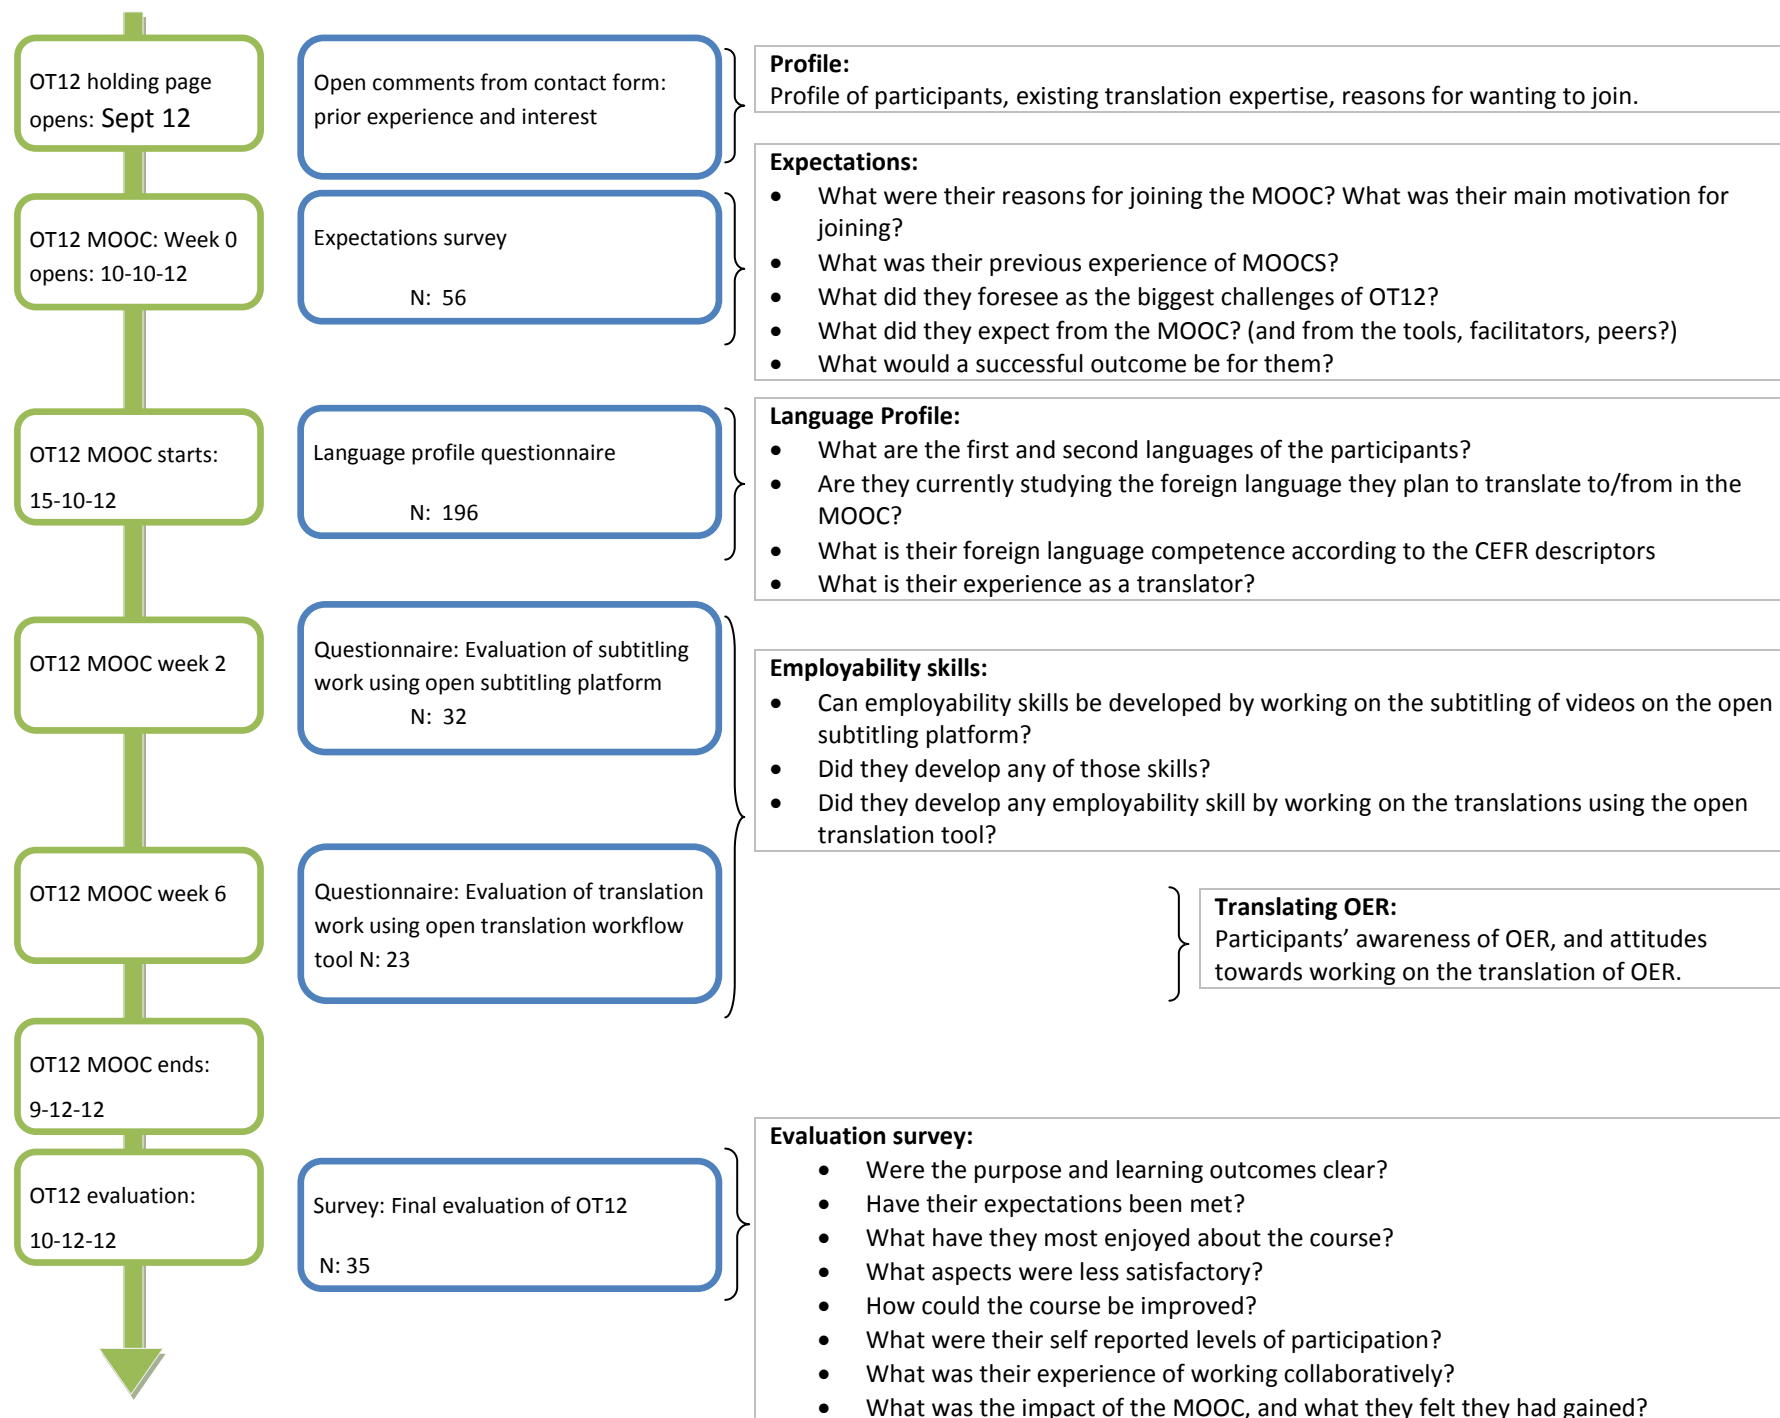 OT12 holding page
opens: Sept 12
Open comments from contact form:
prior experience and interest
Profile:
Profile of participants, existing translation expertise, reasons for wanting to join.
OT12 MOOC: Week 0
opens: 10-10-12
Expectations survey
N: 56
Expectations:
• What were their reasons for joining the MOOC? What was their main motivation for
joining?
• What was their previous experience of MOOCS?
• What did they foresee as the biggest challenges of OT12?
• What did they expect from the MOOC? (and from the tools, facilitators, peers?)
• What would a successful outcome be for them?
OT12 MOOC starts:
15-10-12
Language profile questionnaire
N: 196
Language Profile:
• What are the first and second languages of the participants?
• Are they currently studying the foreign language they plan to translate to/from in the
MOOC?
• What is their foreign language competence according to the CEFR descriptors
• What is their experience as a translator?
OT12 MOOC week 2
Questionnaire: Evaluation of subtitling
work using open subtitling platform
N: 32
Employability skills:
• Can employability skills be developed by working on the subtitling of videos on the open
subtitling platform?
• Did they develop any of those skills?
• Did they develop any employability skill by working on the translations using the open
translation tool?
OT12 MOOC week 6
Questionnaire: Evaluation of translation
work using open translation workflow
tool N: 23
Translating OER:
Participants’ awareness of OER, and attitudes
towards working on the translation of OER.
OT12 MOOC ends:
9-12-12
OT12 evaluation:
10-12-12
Survey: Final evaluation of OT12
N: 35
Evaluation survey:
• Were the purpose and learning outcomes clear?
• Have their expectations been met?
• What have they most enjoyed about the course?
• What aspects were less satisfactory?
• How could the course be improved?
• What were their self reported levels of participation?
• What was their experience of working collaboratively?
• What was the impact of the MOOC, and what they felt they had gained?